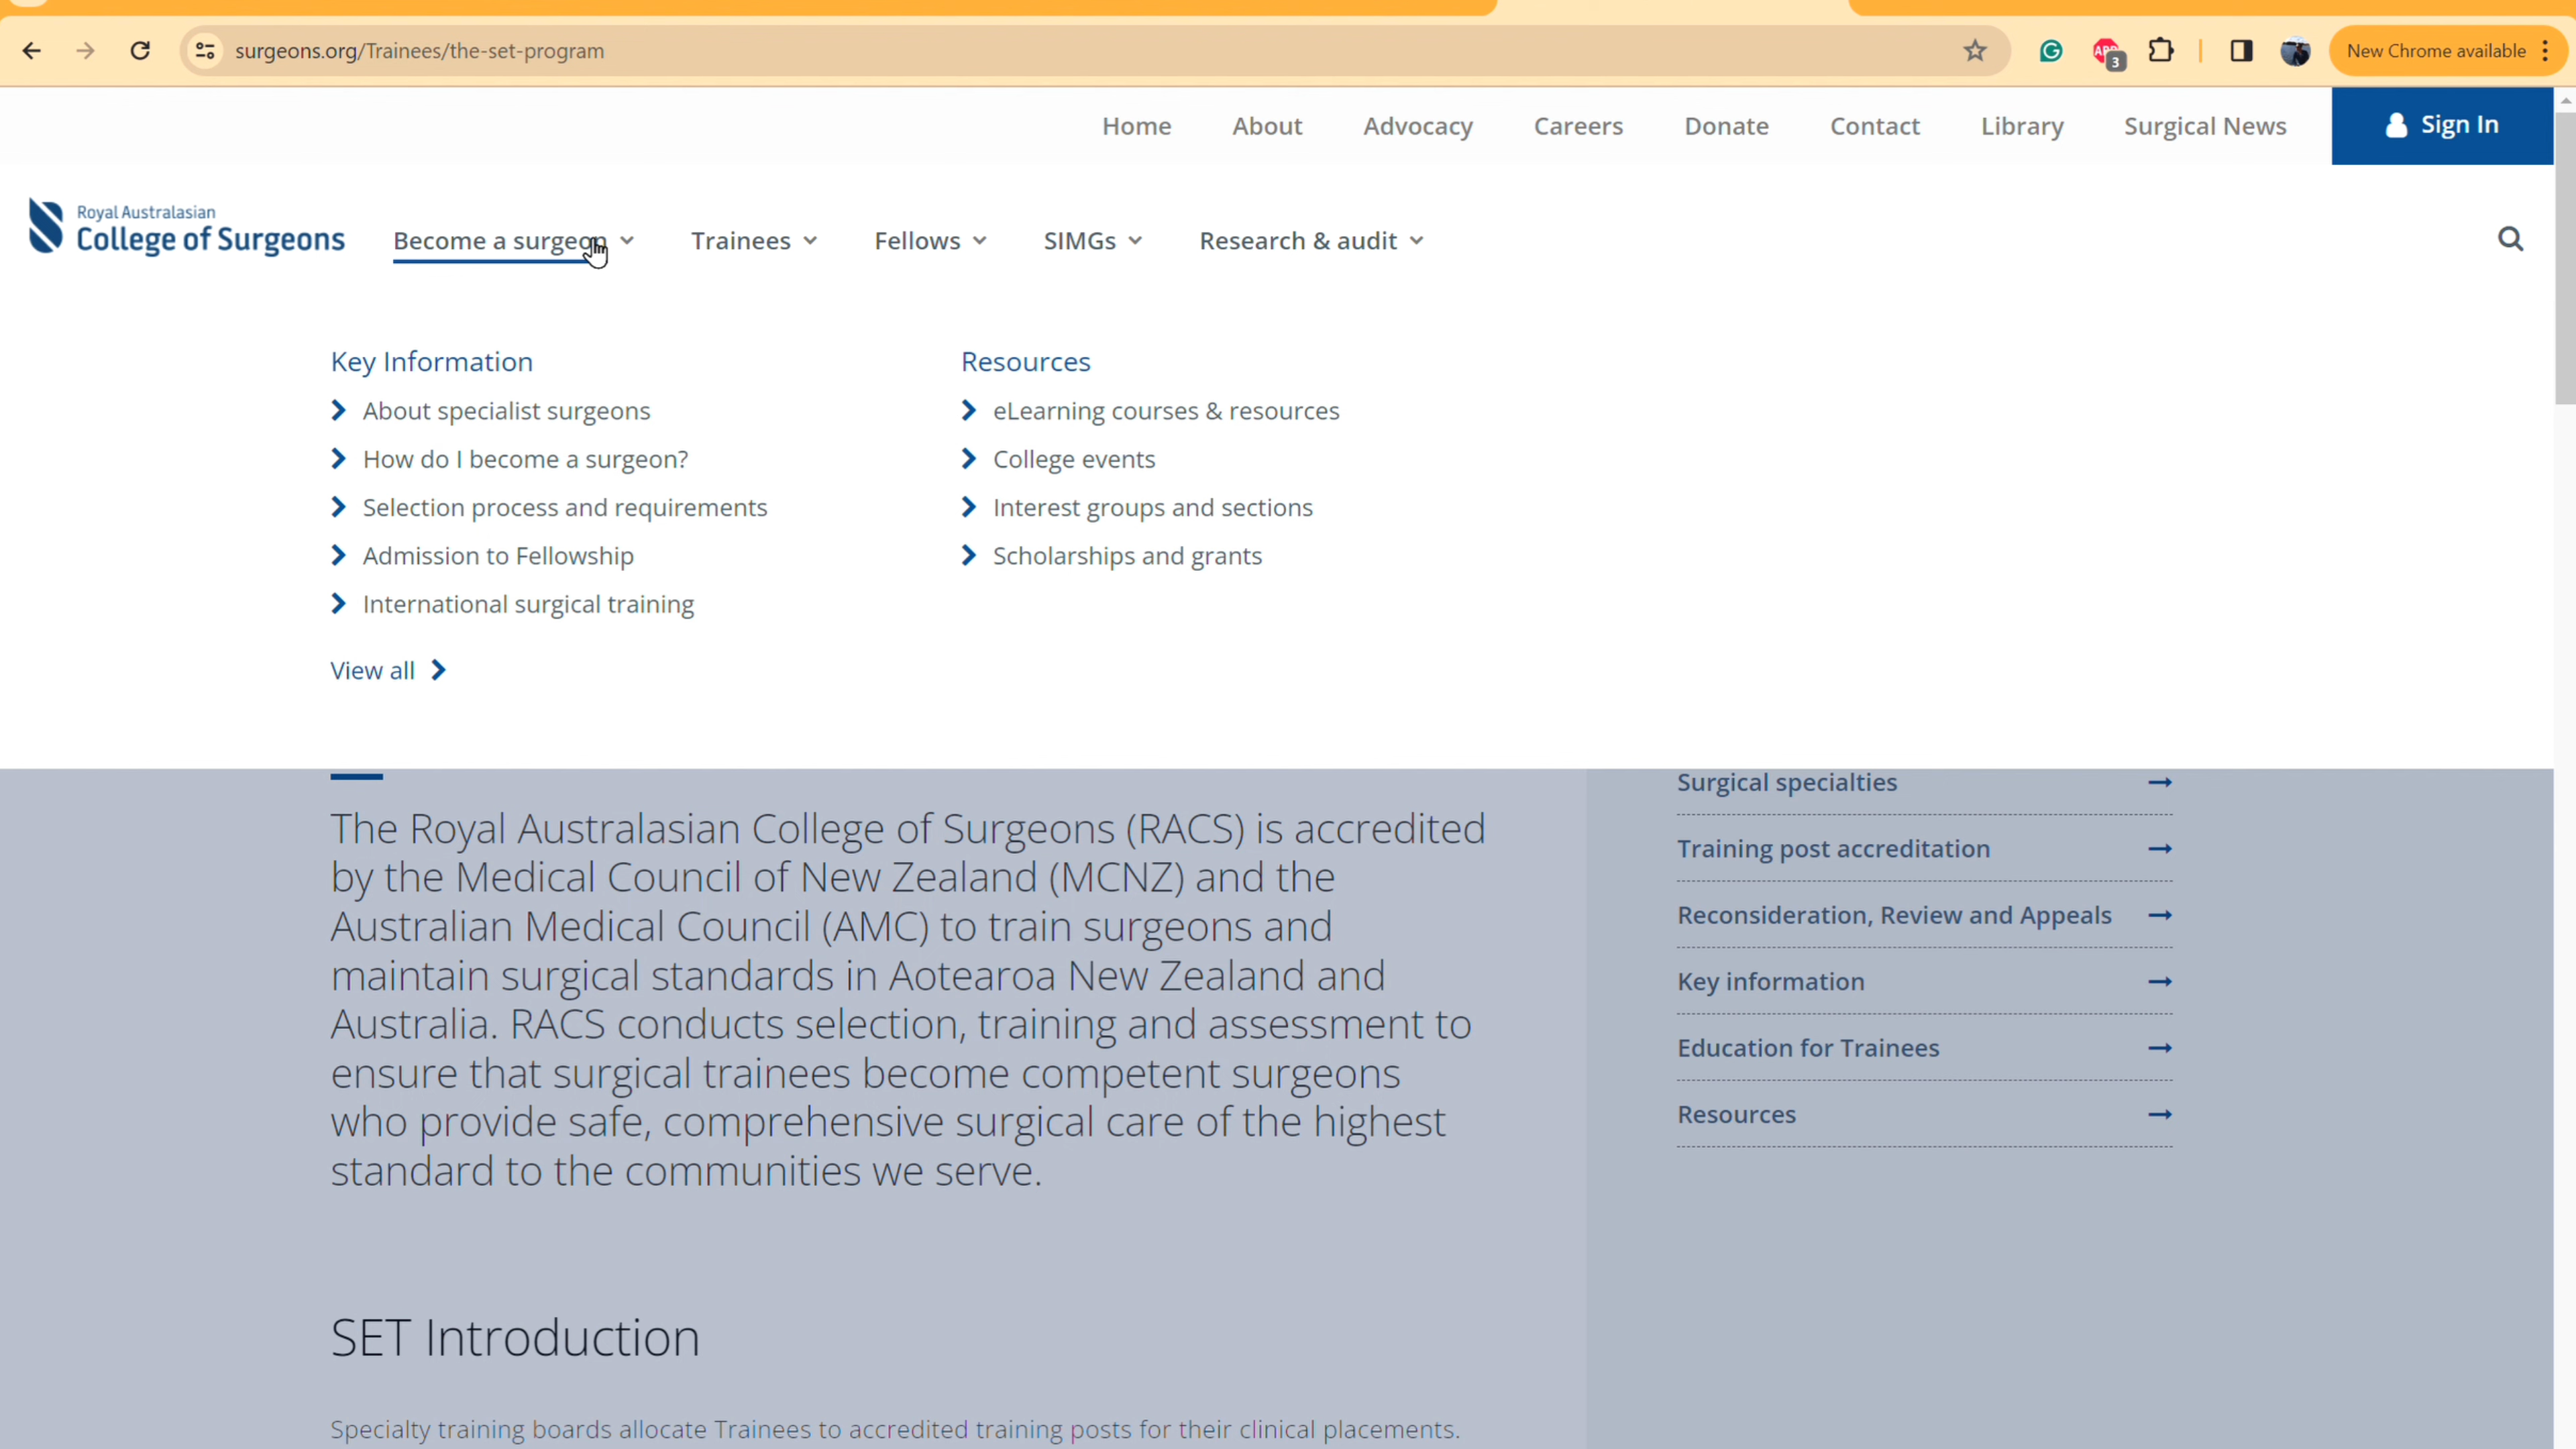 surgeons.org/Trainees/the-set-program
3
New Chrome available
Home About Advocacy Careers Donate Contact Library Surgical News Sign In
Royal Australasian
College of Surgeons
Become a surgeon Trainees Fellows SIMGs Research & audit
Key Information
About specialist surgeons
How do I become a surgeon?
Selection process and requirements
Admission to Fellowship
International surgical training
View all
Resources
eLearning courses & resources
College events
Interest groups and sections
Scholarships and grants
The Royal Australasian College of Surgeons (RACS) is accredited
by the Medical Council of New Zealand (MCNZ) and the
Australian Medical Council (AMC) to train surgeons and
maintain surgical standards in Aotearoa New Zealand and
Australia. RACS conducts selection, training and assessment to
ensure that surgical trainees become competent surgeons
who provide safe, comprehensive surgical care of the highest
standard to the communities we serve.
SET Introduction
Specialty training boards allocate Trainees to accredited training posts for their clinical placements.
Surgical specialties
Training post accreditation
Reconsideration, Review and Appeals
Key information
Education for Trainees
Resources